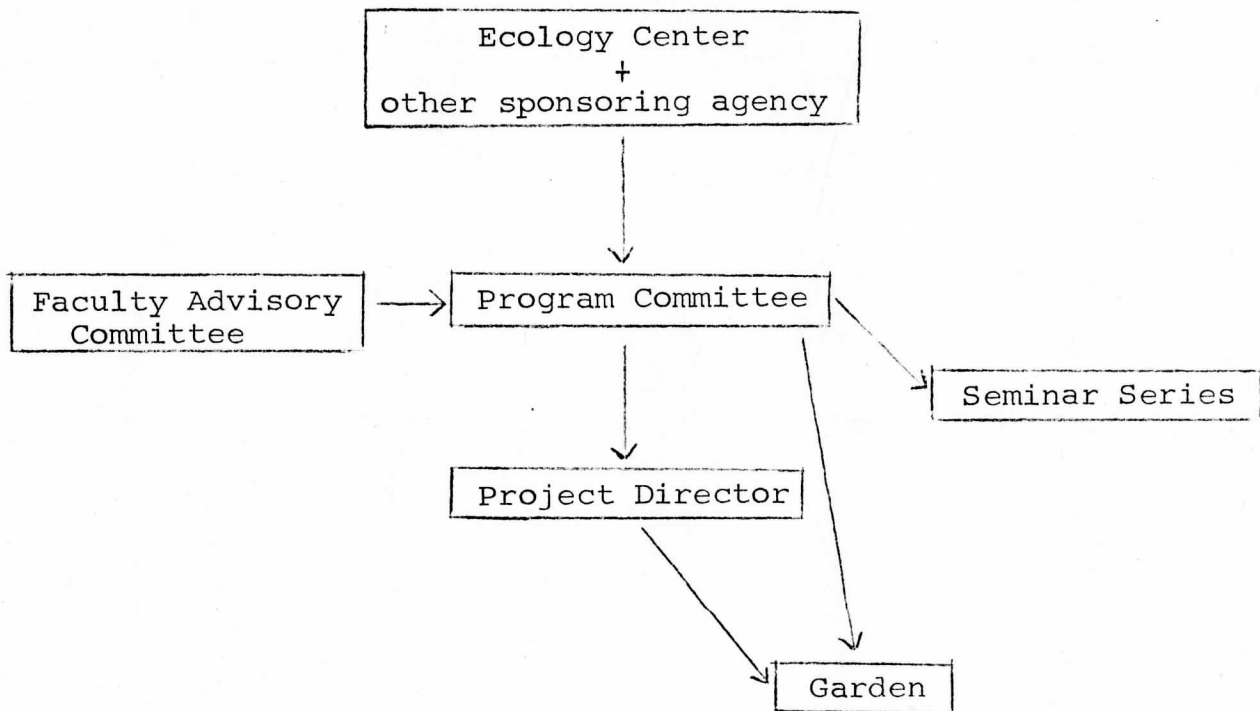 Ecology Center
+
other sponsoring agency
Faculty Advisory
Committee
Program Committee
Seminar Series
Project Director
Garden